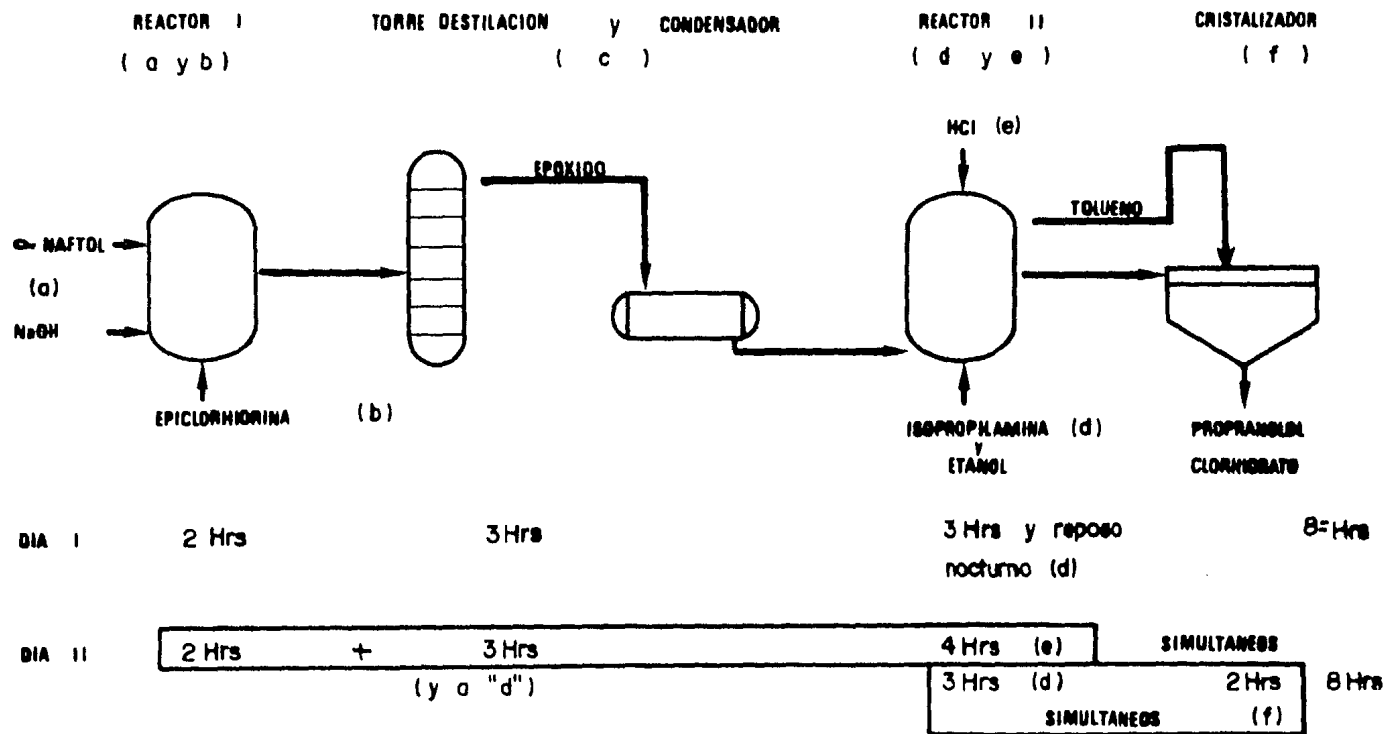 REACTOR I TORRE DESTILACION y CONDENSADOR REACTOR II CRISTALIZADOR
( a y b ) ( c ) ( d y e ) ( f )
HCl (e)
EPOXIDO
TOLUENO
α- NAFTOL
(a)
NaOH
EPICLORHIDRINA (b)
ISOPROPILAMINA (d)
Y
ETANOL
PROPRANOLOL
CLORHIDRATO
DIA I 2 Hrs 3 Hrs 3 Hrs y reposo 8= Hrs
nocturno (d)
DIA II 2 Hrs + 3 Hrs 4 Hrs (e) SIMULTANEOS
(y a "d") 3 Hrs (d) 2 Hrs 8 Hrs
SIMULTANEOS (f)